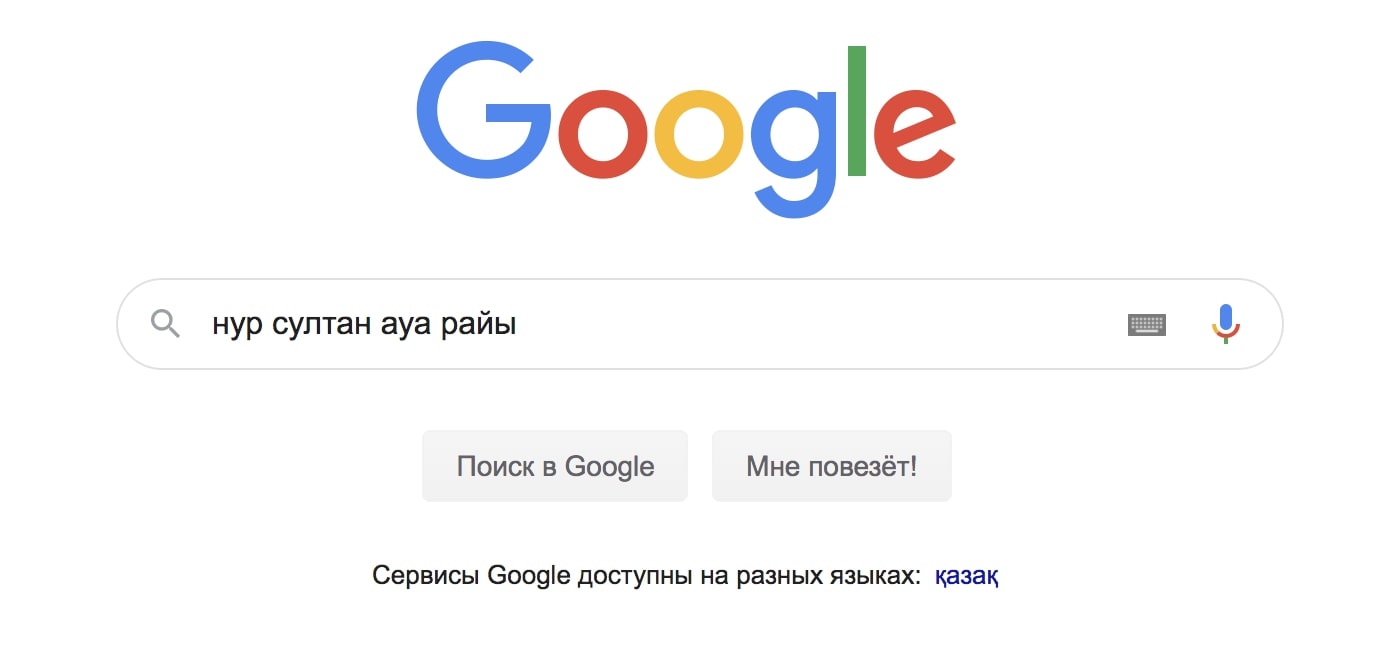 Google
нур султан ауа райы
Поиск в Google Мне повезёт!
Сервисы Google доступны на разных языках: қазақ